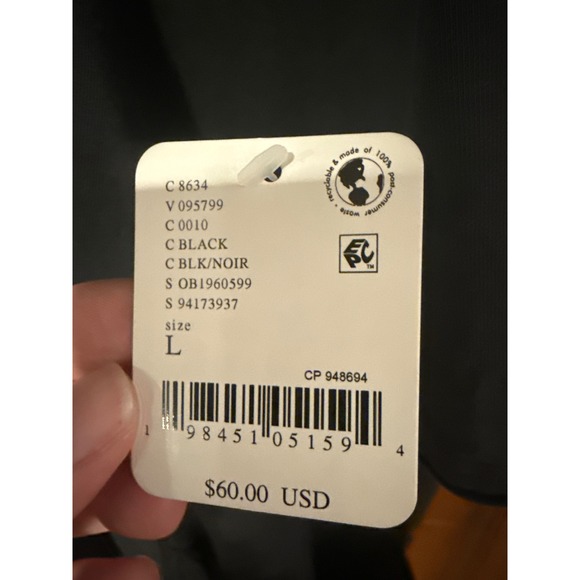 recyclable & made of 100% post-consumer waste
C 8634
V 095799
C 0010
C BLACK
C BLK/NOIR
S OB1960599
S 94173937
size
L
EPC™
CP 948694
1 98451 05159 4
$60.00 USD